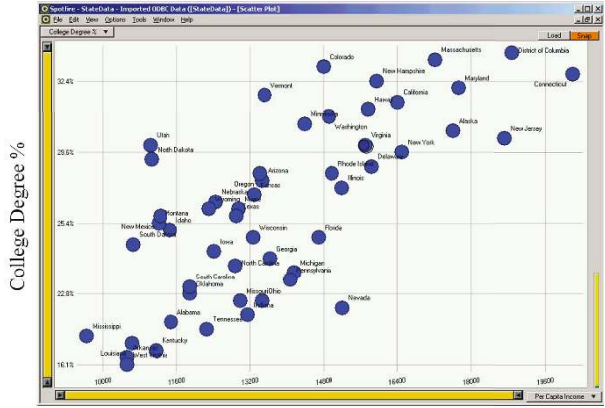 Spotfire - StateData - Imported ODBC Data ([StateData]) - [Scatter Plot]
File Edit View Options Tools Window Help
College Degree %
Load Snap
Massachusetts
District of Columbia
Colorado
32.4%
New Hampshire
Connecticut
Maryland
Vermont
California
Hawaii
Minnesota
Washington
Alaska
Utah
Virginia
New Jersey
29.6%
North Dakota
New York
Delaware
Arizona
Rhode Island
Oregon
Kansas
Illinois
Nebraska
Wyoming
Maine
Texas
Montana
25.4%
New Mexico
Idaho
South Dakota
Wisconsin
Florida
Iowa
Georgia
North Carolina
Michigan
Pennsylvania
22.8%
South Carolina
Oklahoma
Missouri
Ohio
Nevada
Indiana
Alabama
Tennessee
Mississippi
Kentucky
Arkansas
Louisiana
West Virginia
16.1%
10000 11600 13200 14800 16400 18000 19600
Per Capita Income
College Degree %